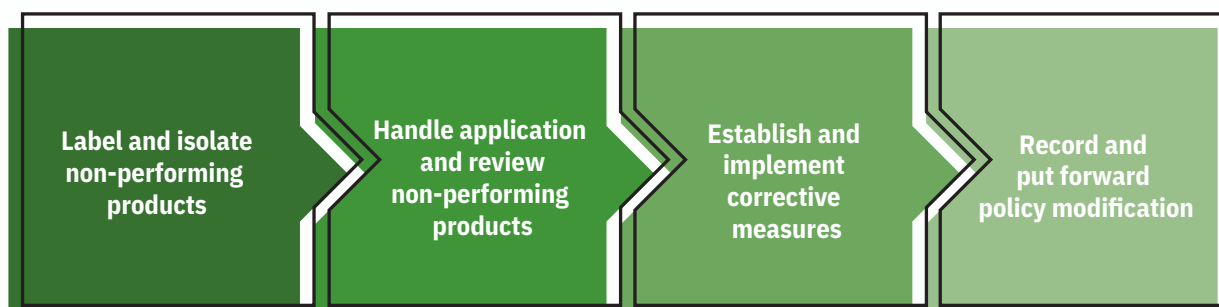 Label and isolate
non-performing
products
Handle application
and review
non-performing
products
Establish and
implement
corrective
measures
Record and
put forward
policy modification